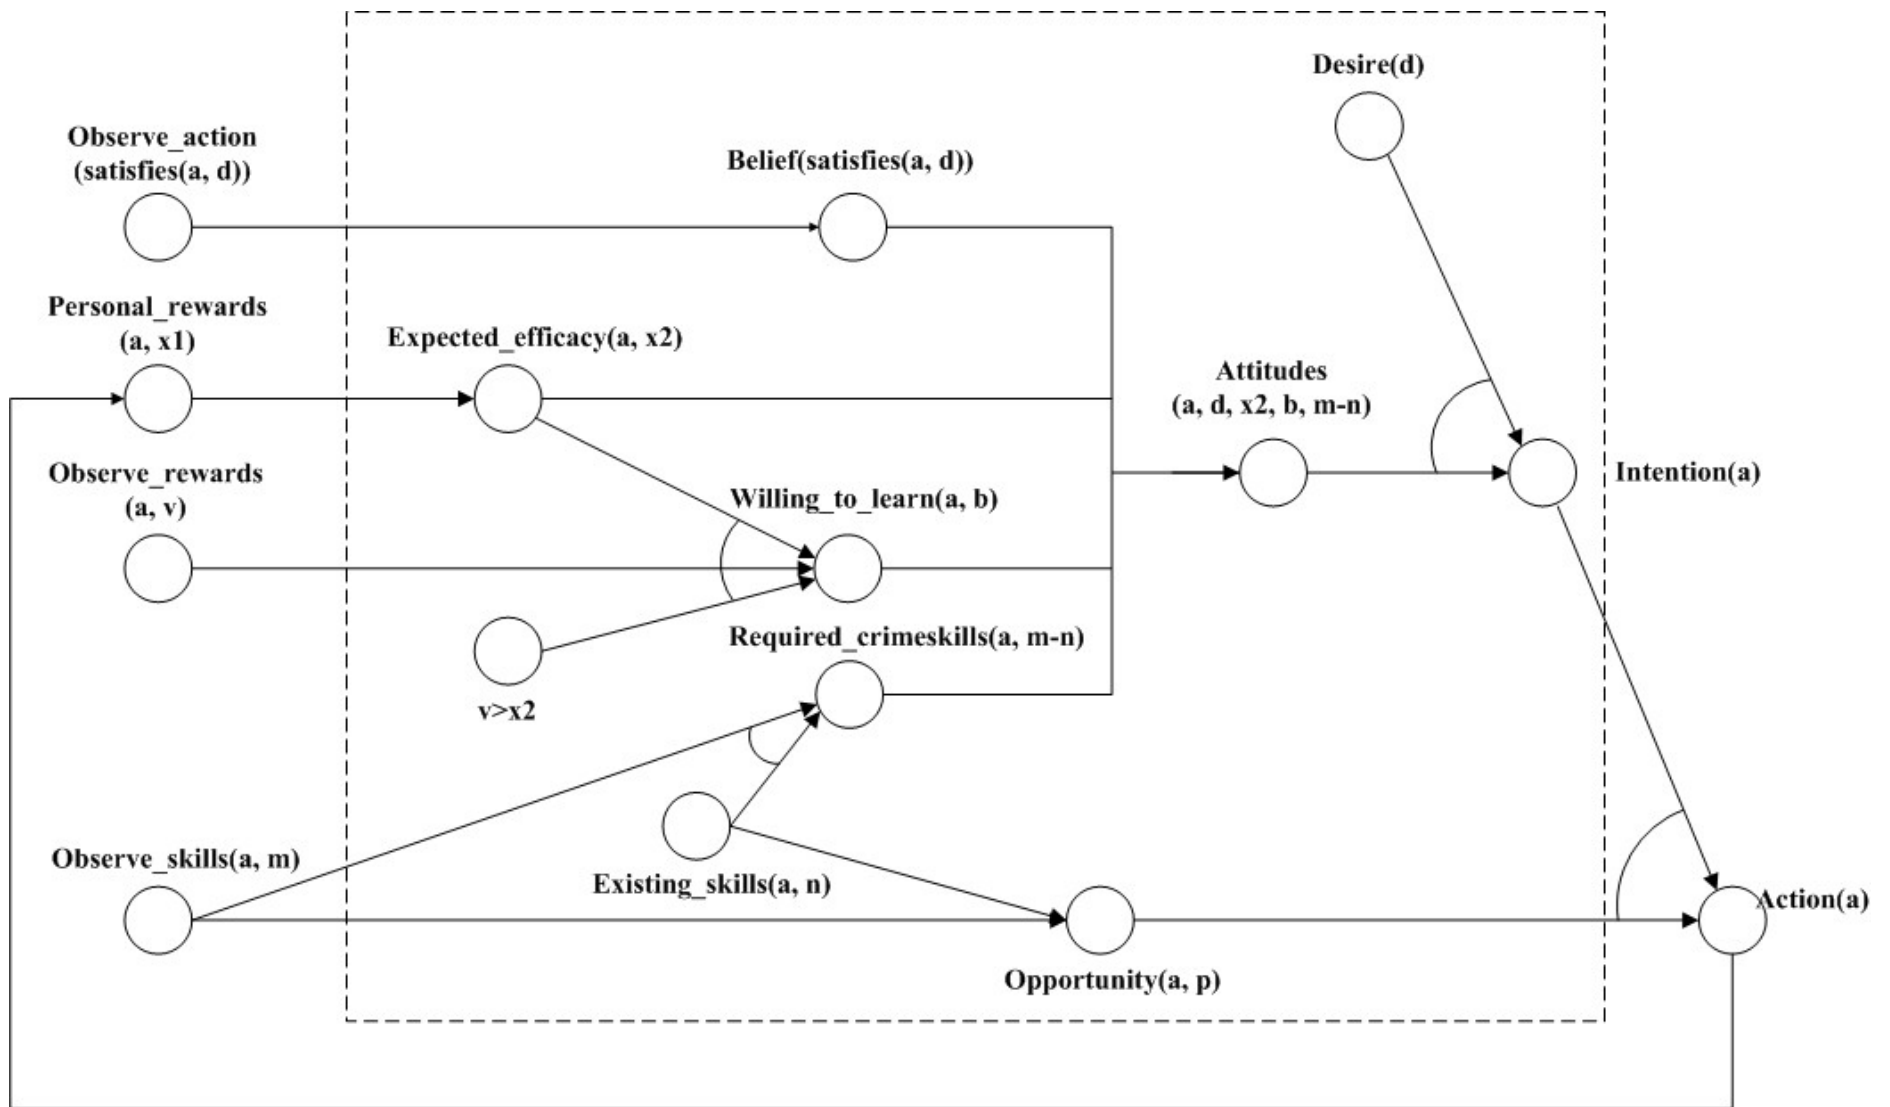 Desire(d)
Observe_action
(satisfies(a, d))
Belief(satisfies(a, d))
Personal_rewards
(a, x1)
Expected_efficacy(a, x2)
Attitudes
(a, d, x2, b, m-n)
Observe_rewards
(a, v)
Intention(a)
Willing_to_learn(a, b)
Required_crimeskills(a, m-n)
v>x2
Observe_skills(a, m)
Existing_skills(a, n)
Action(a)
Opportunity(a, p)